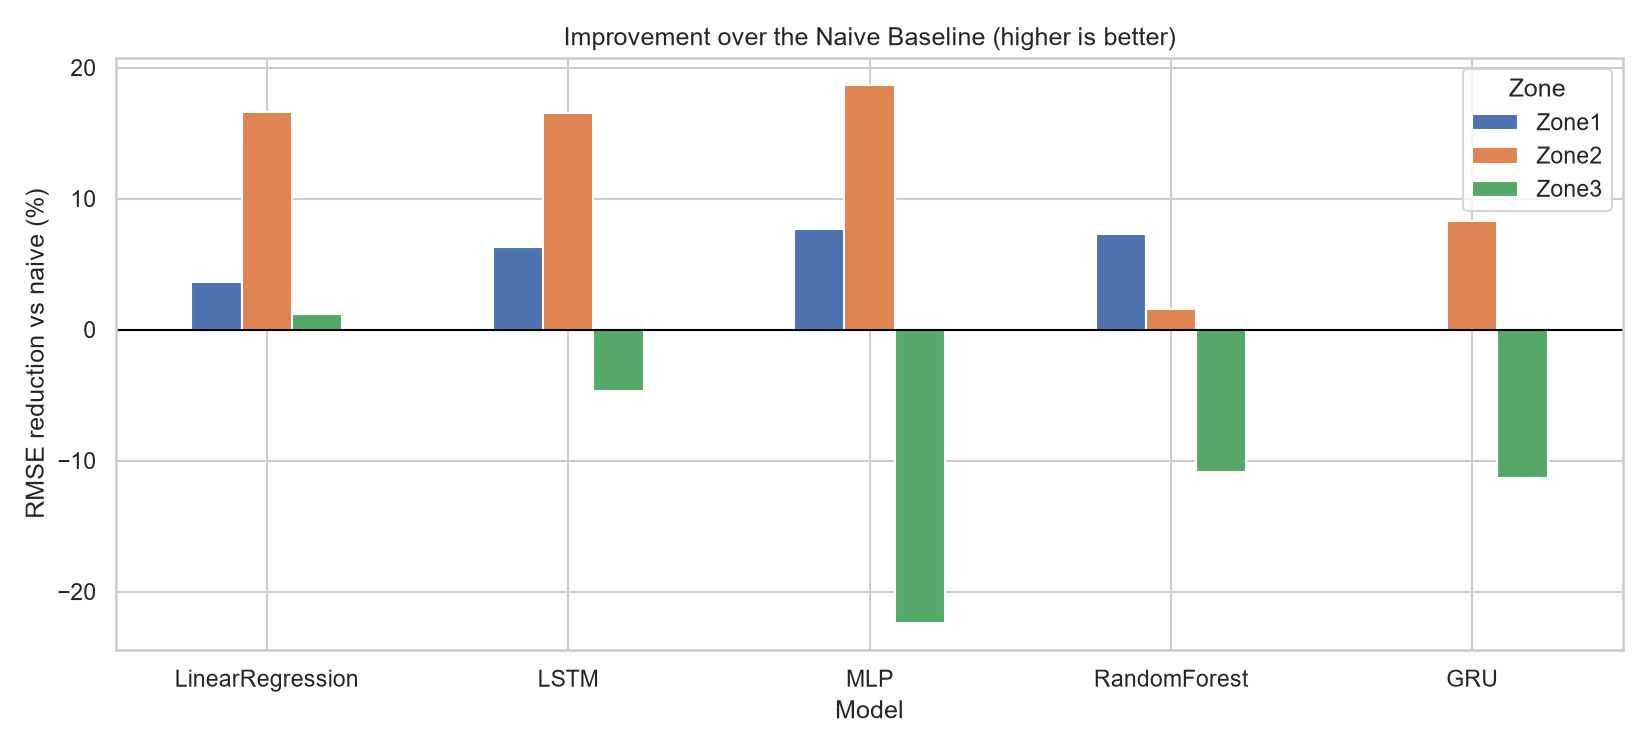 Improvement over the Naive Baseline (higher is better)
RMSE reduction vs naive (%)
20
10
0
−10
−20
Zone
Zone1
Zone2
Zone3
LinearRegression
LSTM
MLP
RandomForest
GRU
Model